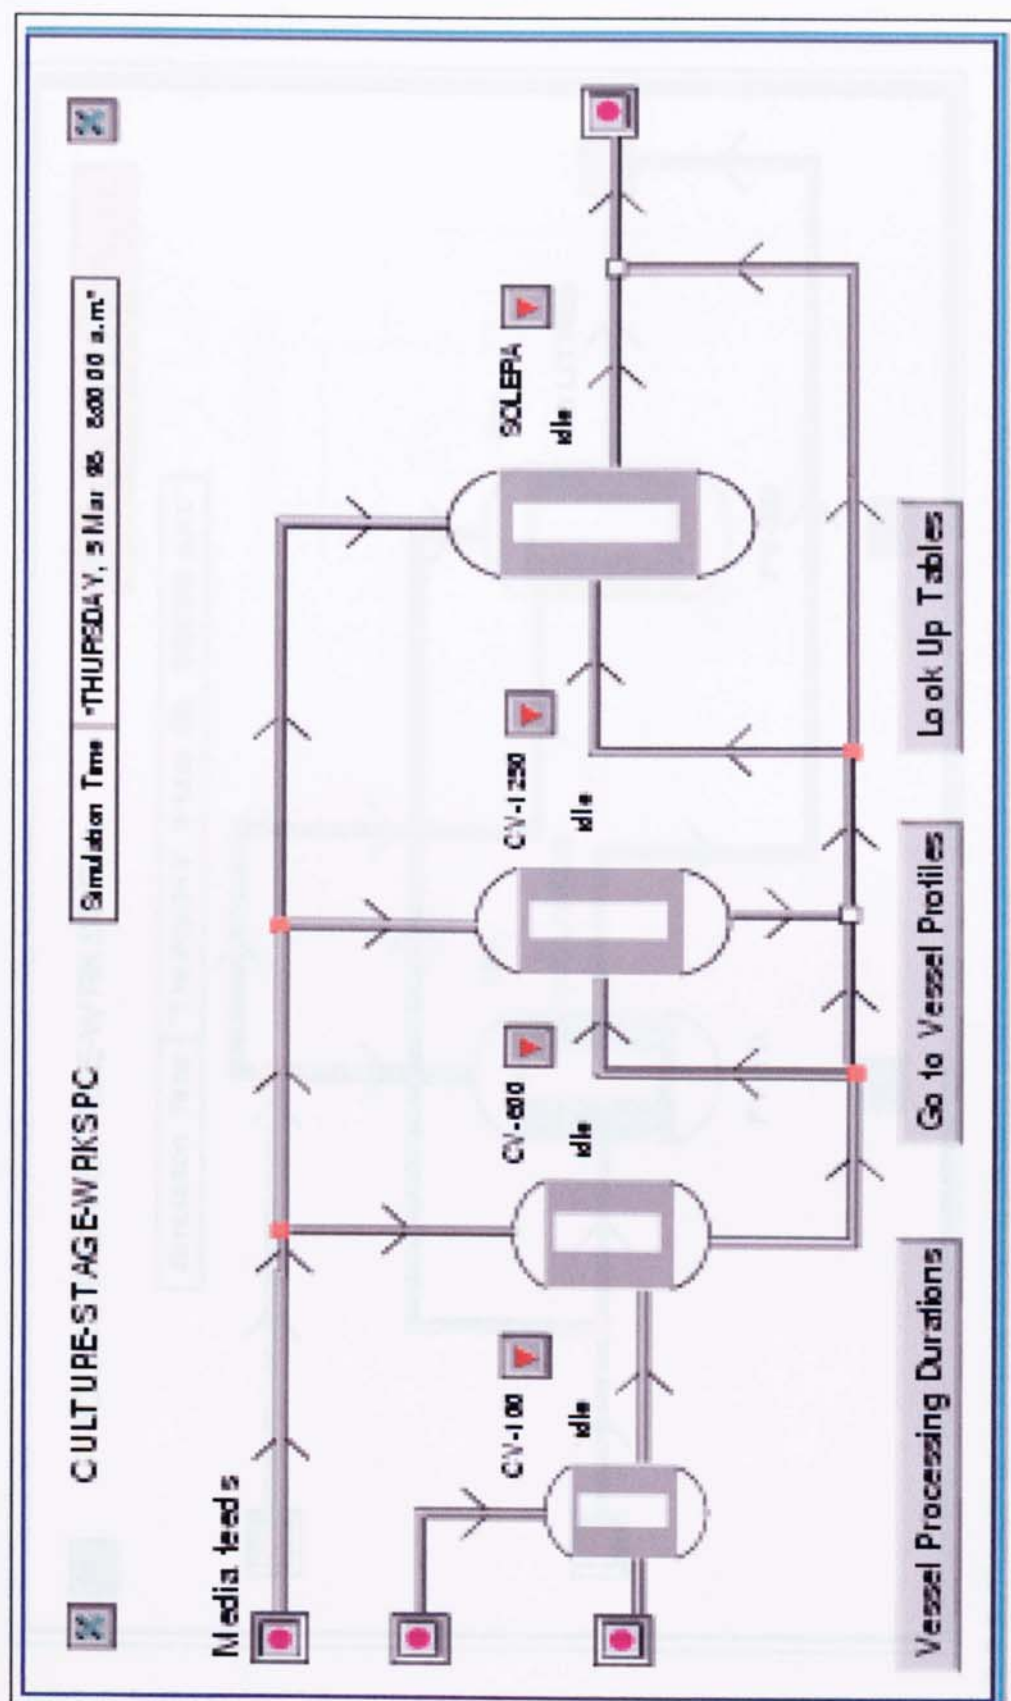 CULTURE-STAGE-WRKSPC
Simulation Time
"THURSDAY, 5 Mar 98 8:00:00 a.m."
Media feeds
CV-100
idle
CV-600
idle
CV-1250
idle
SOLEPA
idle
Vessel Processing Durations
Go to Vessel Profiles
Look Up Tables